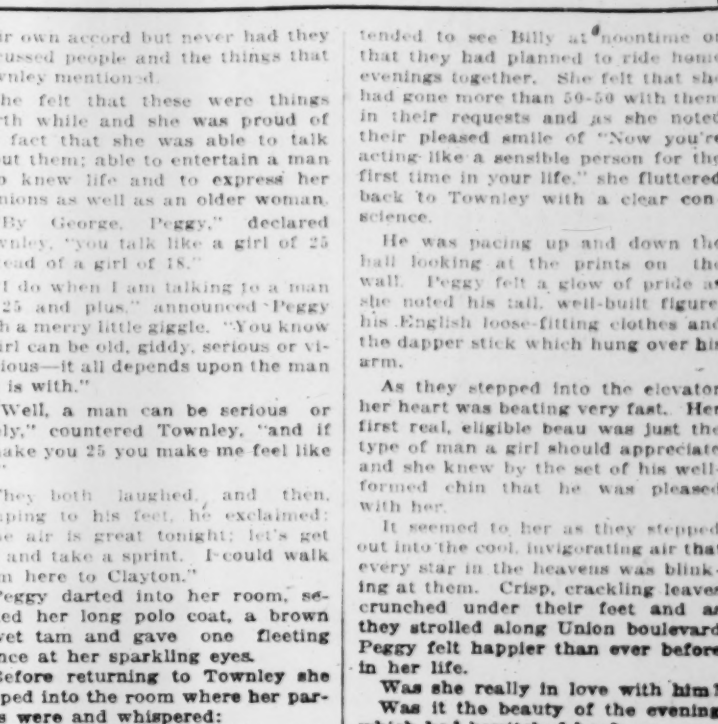 ir own accord but never had they
cussed people and the things that
wnley mentioned.
he felt that these were things
rth while and she was proud of
fact that she was able to talk
out them; able to entertain a man
o knew life and to express her
nions as well as an older woman.
"By George, Peggy," declared
wnley, "you talk like a girl of 25
ead of a girl of 18."
I do when I am talking to a man
25 and plus," announced Peggy
h a merry little giggle. "You know
irl can be old, giddy, serious or vi-
ious—it all depends upon the man
is with."
"Well, a man can be serious or
ly," countered Townley, "and if
ake you 25 you make me feel like
"
They both laughed, and then,
ping to his feet, he exclaimed:
e air is great tonight; let's get
and take a sprint. I could walk
m here to Clayton."
Peggy darted into her room, se-
ted her long polo coat, a brown
vet tam and gave one fleeting
nce at her sparkling eyes.
Before returning to Townley she
ped into the room where her par-
s were and whispered:
tended to see Billy at noontime or
that they had planned to ride home
evenings together. She felt that she
had gone more than 50-50 with them
in their requests and as she noted
their pleased smile of "Now you're
acting like a sensible person for the
first time in your life," she fluttered
back to Townley with a clear con-
science.
He was pacing up and down the
hall looking at the prints on the
wall. Peggy felt a glow of pride as
she noted his tall, well-built figure,
his English loose-fitting clothes and
the dapper stick which hung over his
arm.
As they stepped into the elevator
her heart was beating very fast. Her
first real, eligible beau was just the
type of man a girl should appreciate
and she knew by the set of his well-
formed chin that he was pleased
with her.
It seemed to her as they stepped
out into the cool, invigorating air that
every star in the heavens was blink-
ing at them. Crisp, crackling leaves
crunched under their feet and as
they strolled along Union boulevard
Peggy felt happier than ever before
in her life.
Was she really in love with him?
Was it the beauty of the evening